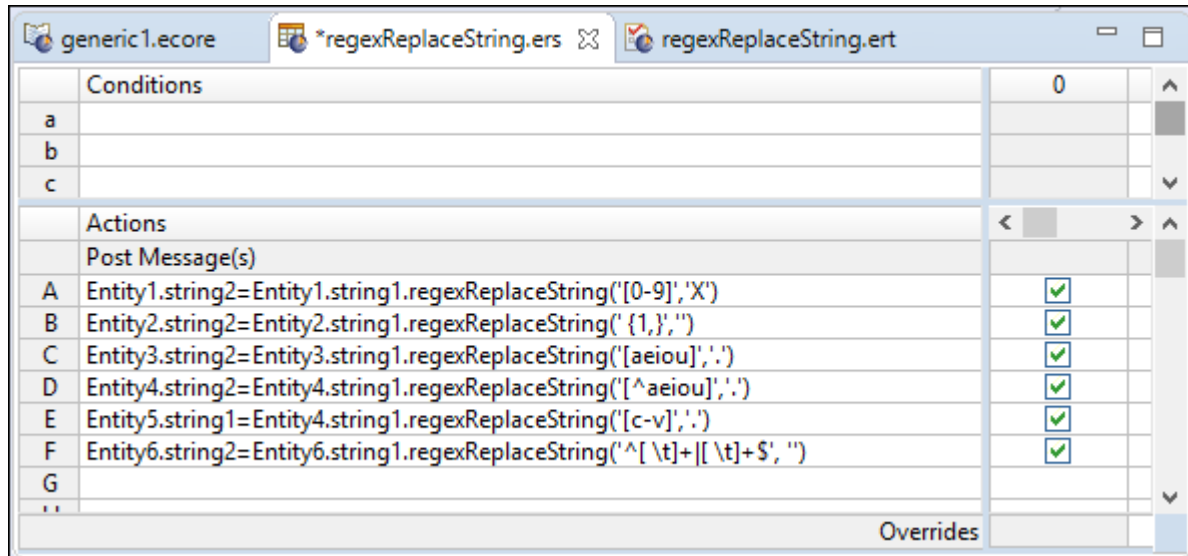 generic1.ecore *regexReplaceString.ers regexReplaceString.ert
Conditions 0
a
b
c
Actions
Post Message(s)
A Entity1.string2=Entity1.string1.regexReplaceString('[0-9]','X')
B Entity2.string2=Entity2.string1.regexReplaceString(' {1,}','')
C Entity3.string2=Entity3.string1.regexReplaceString('[aeiou]','.')
D Entity4.string2=Entity4.string1.regexReplaceString('[^aeiou]','.')
E Entity5.string1=Entity4.string1.regexReplaceString('[c-v]','.')
F Entity6.string2=Entity6.string1.regexReplaceString('^[ \t]+|[ \t]+$', '')
G
Overrides